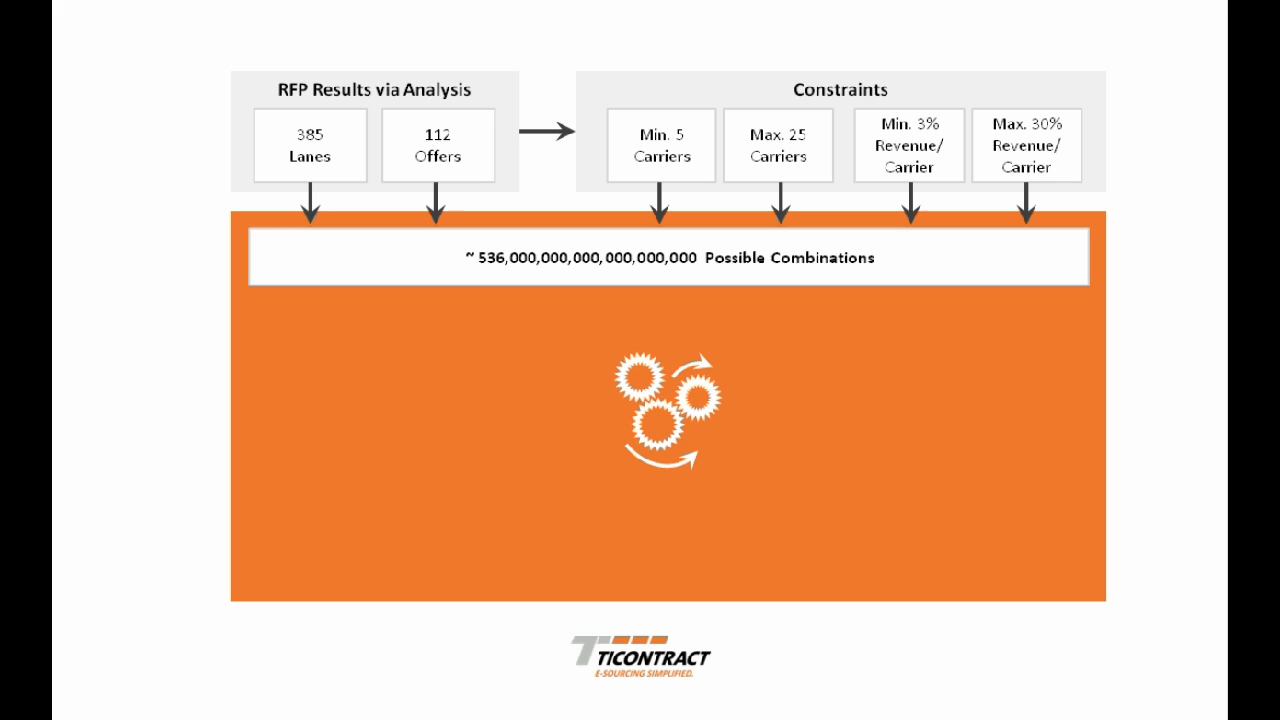 RFP Results via Analysis
385
Lanes
112
Offers
Constraints
Min. 5
Carriers
Max. 25
Carriers
Min. 3%
Revenue/
Carrier
Max. 30%
Revenue/
Carrier
~ 536,000,000,000,000,000,000 Possible Combinations
TICONTRACT
E-SOURCING SIMPLIFIED.